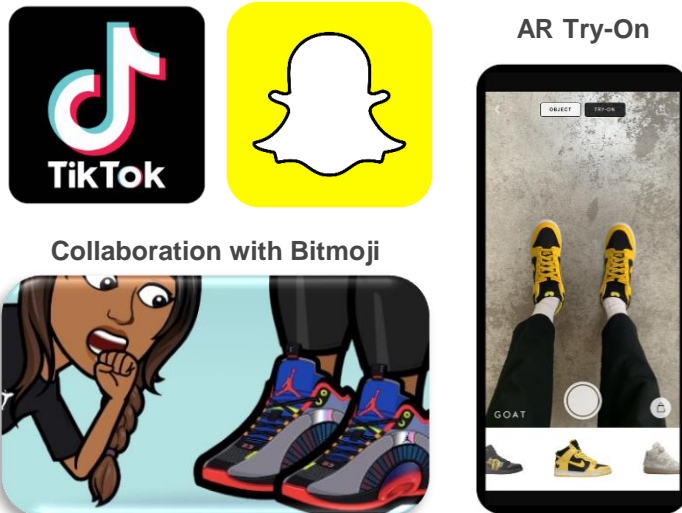 AR Try-On
TikTok
Collaboration with Bitmoji
OBJECT
TRY-ON
GOAT